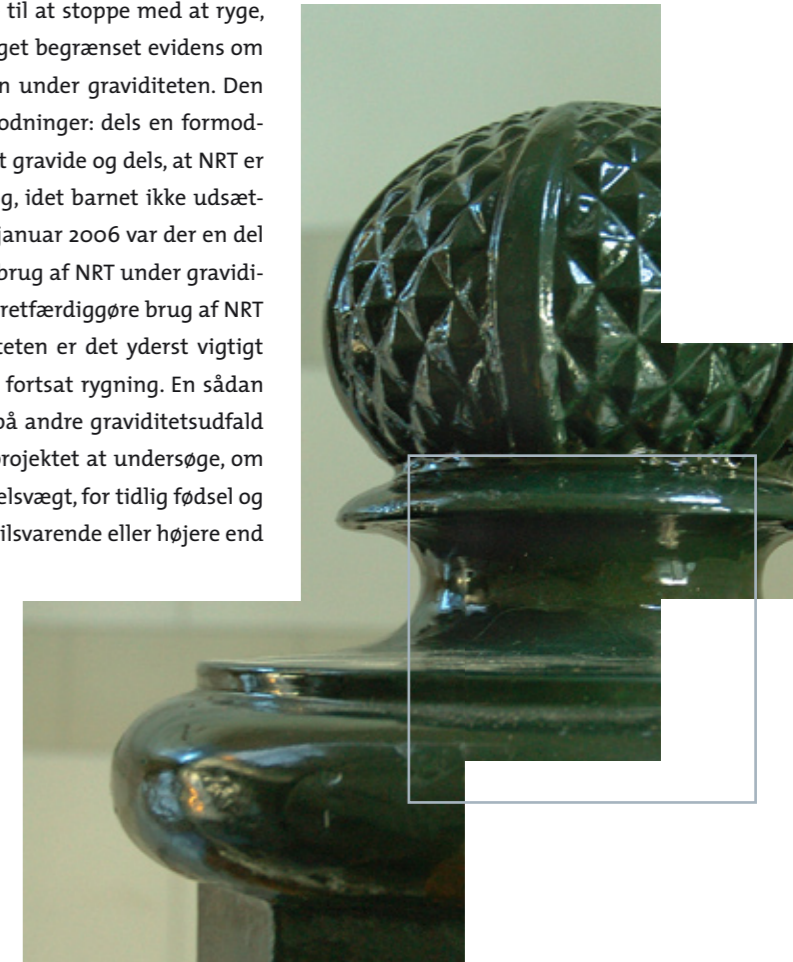 til at stoppe med at ryge,
get begrænset evidens om
n under graviditeten. Den
odninger: dels en formod-
t gravide og dels, at NRT er
g, idet barnet ikke udsæt-
januar 2006 var der en del
brug af NRT under gravidi-
retfærdiggøre brug af NRT
teten er det yderst vigtigt
fortsat rygning. En sådan
på andre graviditetsudfald
projektet at undersøge, om
elsvægt, for tidlig fødsel og
ilsvarende eller højere end